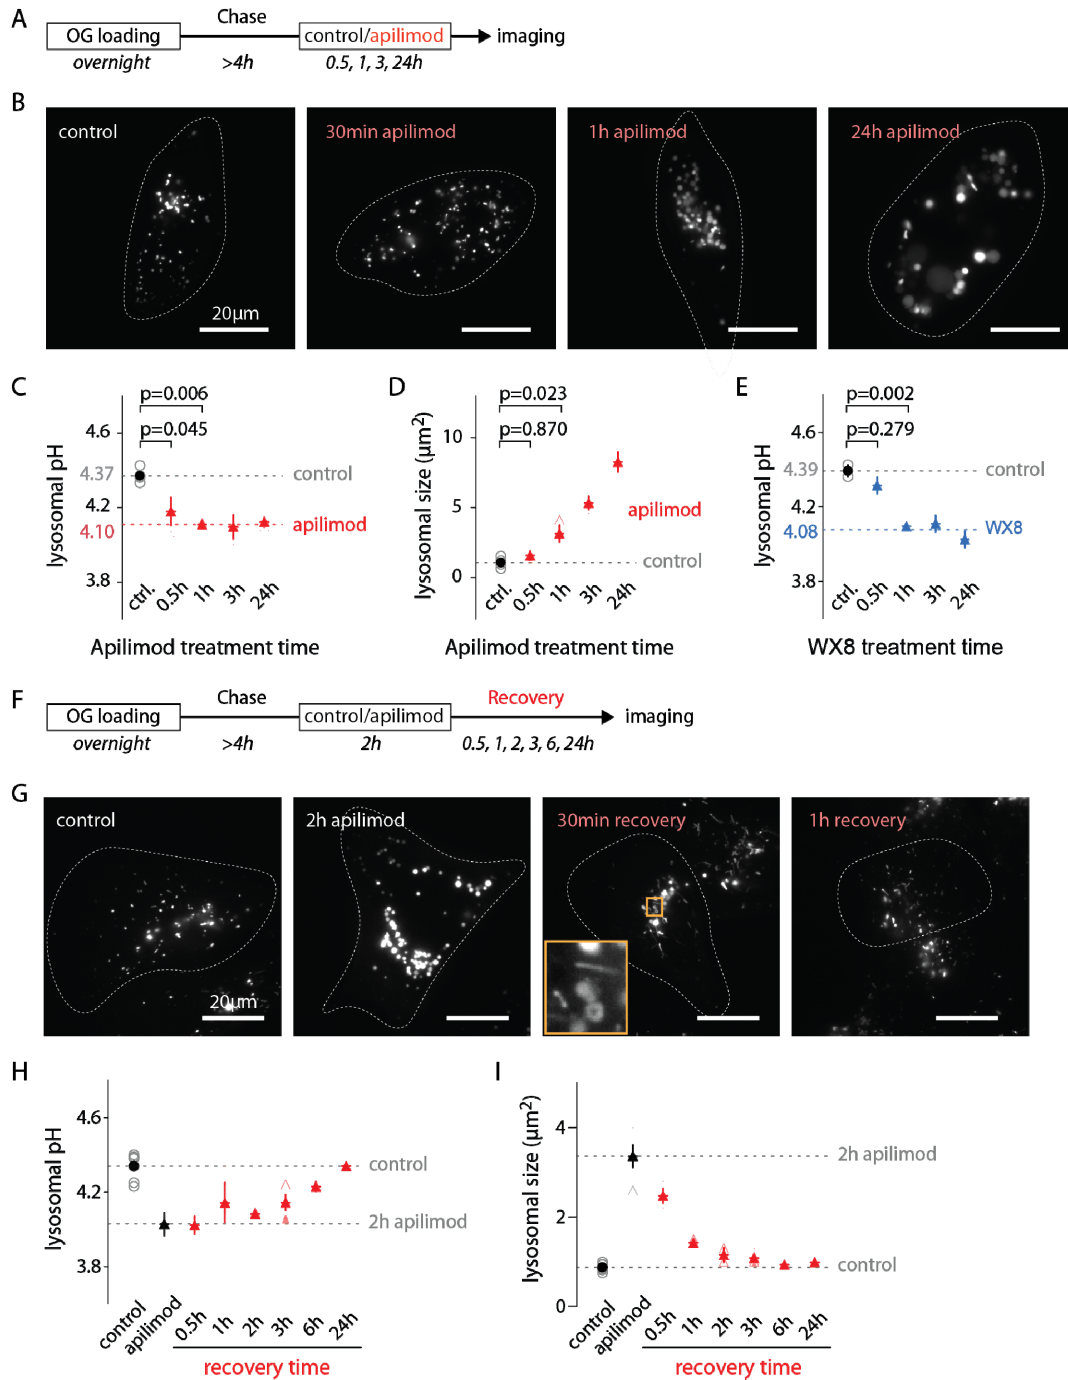 A
OG loading
overnight
Chase
>4h
control/apilimod
0.5, 1, 3, 24h
imaging
B
control
20μm
30min apilimod
1h apilimod
24h apilimod
C
lysosomal pH
4.6
4.37
4.2
4.10
3.8
p=0.006
p=0.045
control
apilimod
ctrl.
0.5h
1h
3h
24h
Apilimod treatment time
D
lysosomal size (μm²)
10
5
0
p=0.023
p=0.870
apilimod
control
ctrl.
0.5h
1h
3h
24h
Apilimod treatment time
E
lysosomal pH
4.6
4.39
4.2
4.08
3.8
p=0.002
p=0.279
control
WX8
ctrl.
0.5h
1h
3h
24h
WX8 treatment time
F
OG loading
overnight
Chase
>4h
control/apilimod
2h
Recovery
0.5, 1, 2, 3, 6, 24h
imaging
G
control
20μm
2h apilimod
30min recovery
1h recovery
H
lysosomal pH
4.6
4.2
3.8
control
2h apilimod
control
apilimod
0.5h
1h
2h
3h
6h
24h
recovery time
I
lysosomal size (μm²)
4
2
0
2h apilimod
control
control
apilimod
0.5h
1h
2h
3h
6h
24h
recovery time